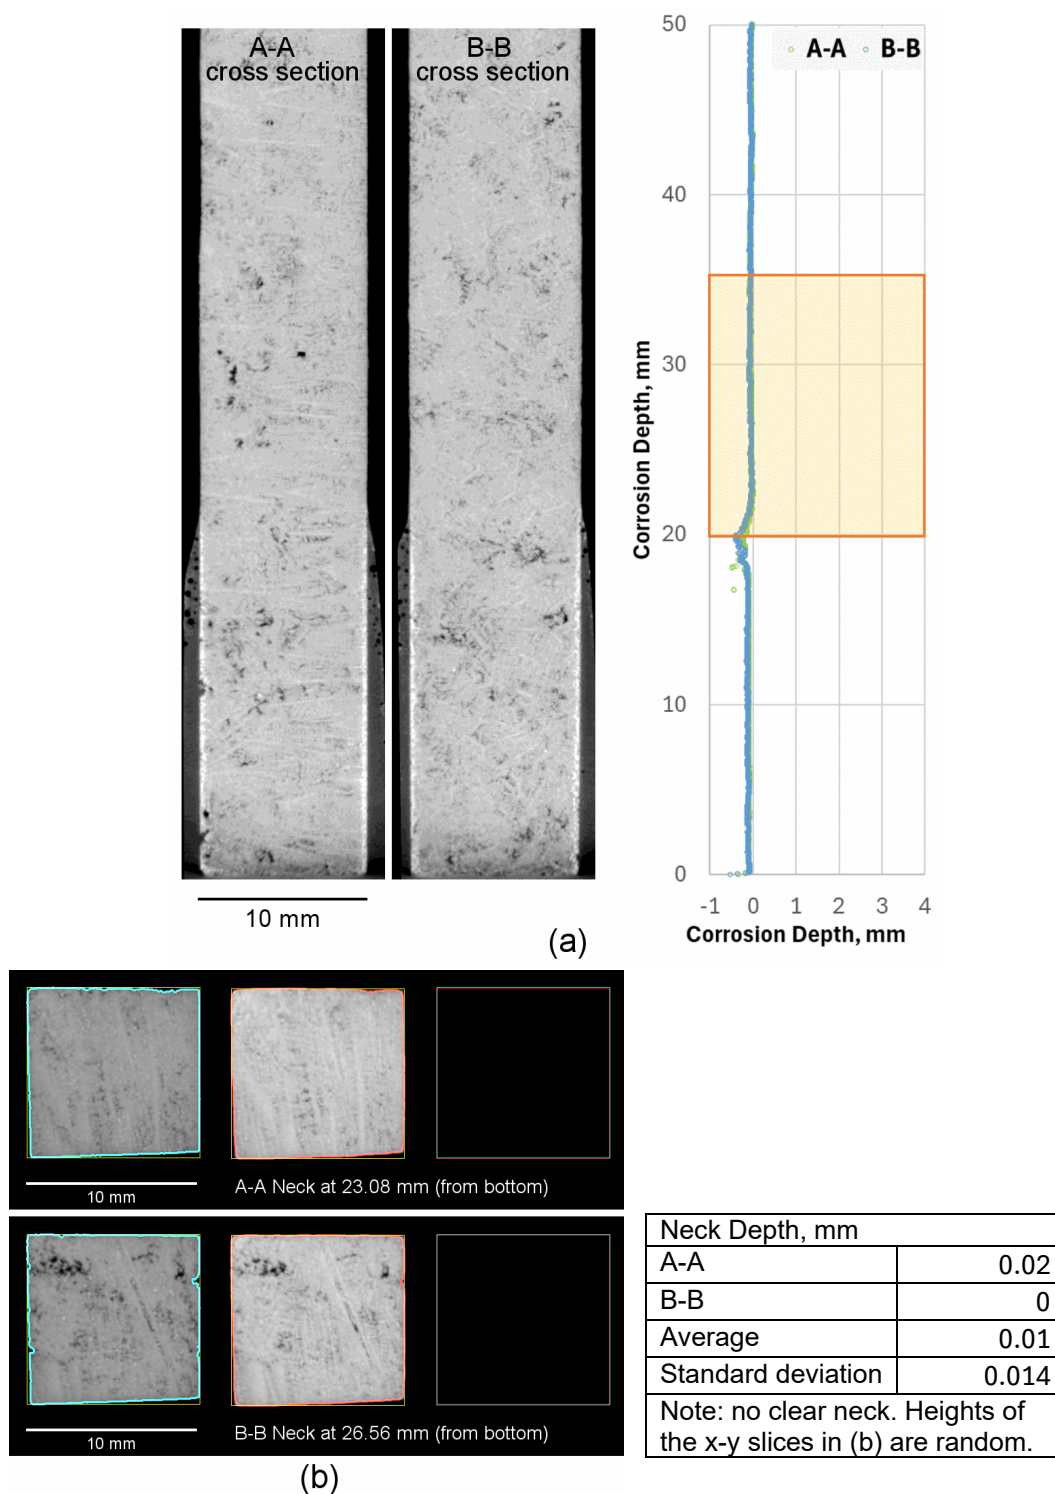 A-A
cross section
B-B
cross section
10 mm
(a)
A-A B-B
50
40
30
20
10
0
Corrosion Depth, mm
-1 0 1 2 3 4
Corrosion Depth, mm
10 mm
A-A Neck at 23.08 mm (from bottom)
10 mm
B-B Neck at 26.56 mm (from bottom)
(b)
Neck Depth, mm
A-A 0.02
B-B 0
Average 0.01
Standard deviation 0.014
Note: no clear neck. Heights of
the x-y slices in (b) are random.